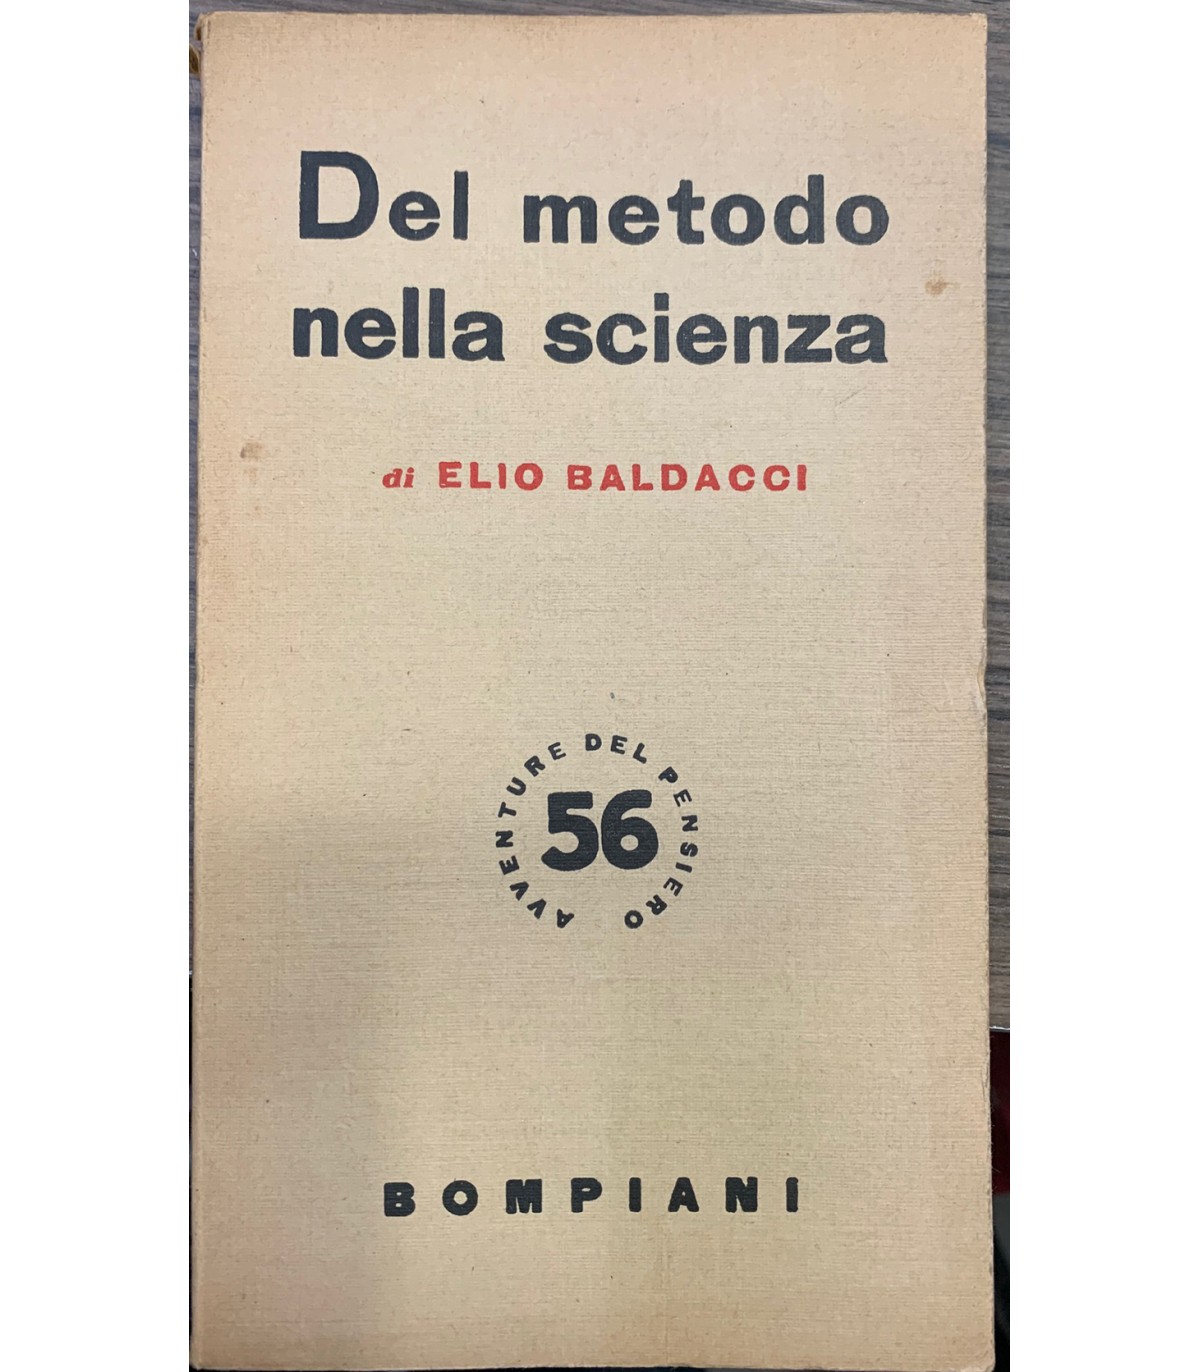 Del metodo
nella scienza
di ELIO BALDACCI
AVVENTURE DEL PENSIERO
56
BOMPIANI